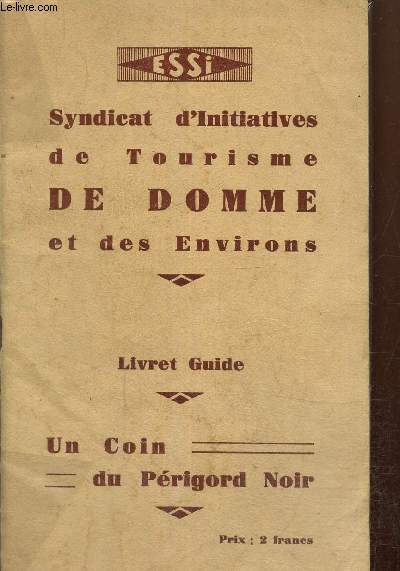 Le-livre.com
ESSi
Syndicat d'Initiatives
de Tourisme
DE DOMME
et des Environs
Livret Guide
Un Coin
du Périgord Noir
Prix : 2 francs